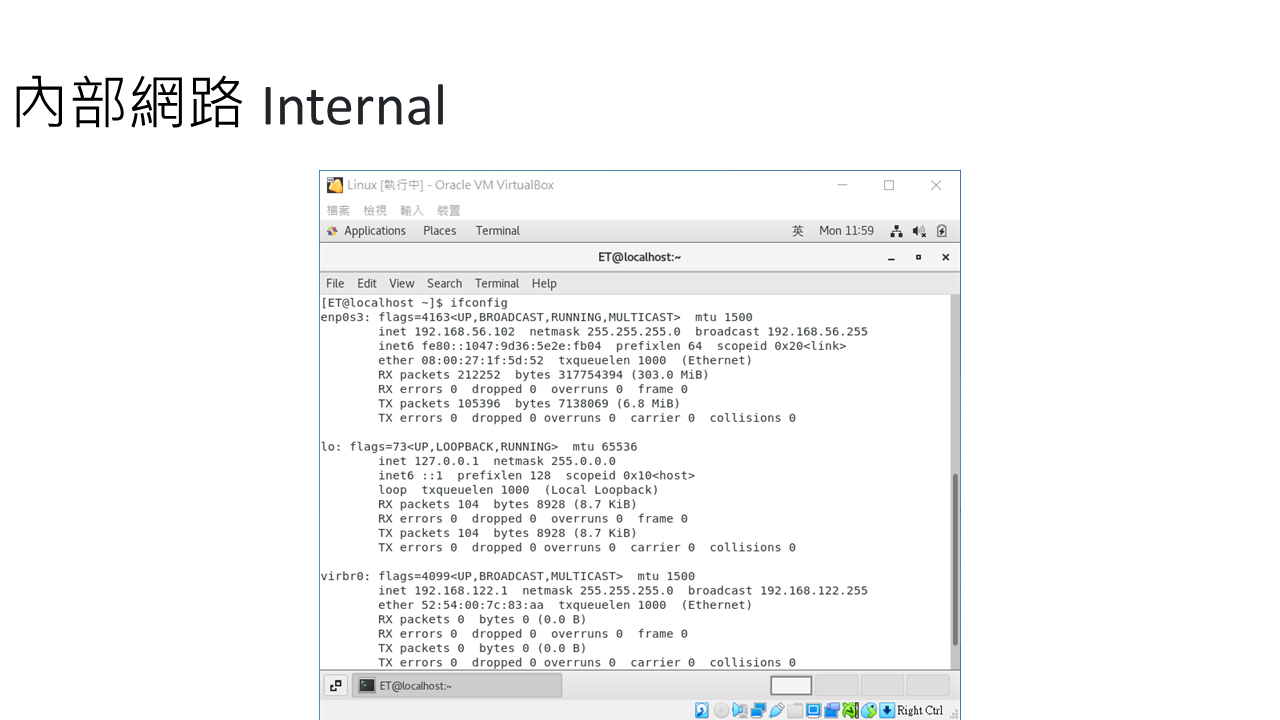 內部網路 Internal
Linux [執行中] - Oracle VM VirtualBox
檔案 檢視 輸入 裝置
Applications Places Terminal 英 Mon 11:59
ET@localhost:~
File Edit View Search Terminal Help
[ET@localhost ~]$ ifconfig
enp0s3: flags=4163<UP,BROADCAST,RUNNING,MULTICAST>  mtu 1500
        inet 192.168.56.102  netmask 255.255.255.0  broadcast 192.168.56.255
        inet6 fe80::1047:9d36:5e2e:fb04  prefixlen 64  scopeid 0x20<link>
        ether 08:00:27:1f:5d:52  txqueuelen 1000  (Ethernet)
        RX packets 212252  bytes 317754394 (303.0 MiB)
        RX errors 0  dropped 0  overruns 0  frame 0
        TX packets 105396  bytes 7138069 (6.8 MiB)
        TX errors 0  dropped 0 overruns 0  carrier 0  collisions 0
lo: flags=73<UP,LOOPBACK,RUNNING>  mtu 65536
        inet 127.0.0.1  netmask 255.0.0.0
        inet6 ::1  prefixlen 128  scopeid 0x10<host>
        loop  txqueuelen 1000  (Local Loopback)
        RX packets 104  bytes 8928 (8.7 KiB)
        RX errors 0  dropped 0  overruns 0  frame 0
        TX packets 104  bytes 8928 (8.7 KiB)
        TX errors 0  dropped 0 overruns 0  carrier 0  collisions 0
virbr0: flags=4099<UP,BROADCAST,MULTICAST>  mtu 1500
        inet 192.168.122.1  netmask 255.255.255.0  broadcast 192.168.122.255
        ether 52:54:00:7c:83:aa  txqueuelen 1000  (Ethernet)
        RX packets 0  bytes 0 (0.0 B)
        RX errors 0  dropped 0  overruns 0  frame 0
        TX packets 0  bytes 0 (0.0 B)
        TX errors 0  dropped 0 overruns 0  carrier 0  collisions 0
ET@localhost:~
Right Ctrl